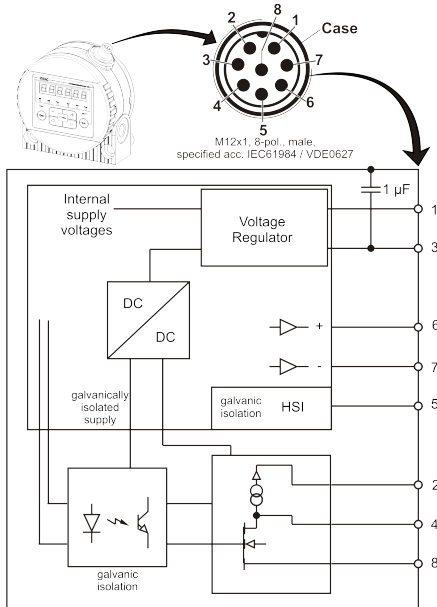 8
2
1
Case
3
7
4
6
5
M12x1, 8-pol., male,
specified acc. IEC61984 / VDE0627
1 µF
1
Internal
supply
voltages
Voltage
Regulator
3
DC
DC
+
6
-
7
galvanically
isolated
supply
galvanic
isolation
HSI
5
2
4
galvanic
isolation
8